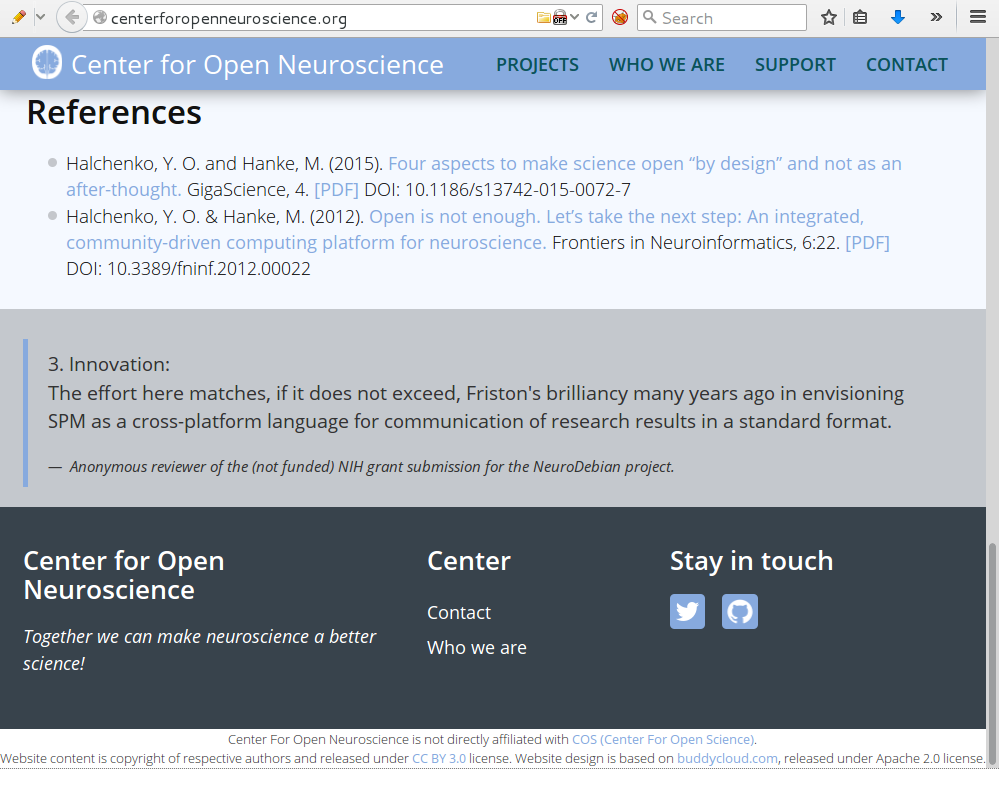 centerforopenneuroscience.org
OFF
Search
Center for Open Neuroscience PROJECTS WHO WE ARE SUPPORT CONTACT
References
Halchenko, Y. O. and Hanke, M. (2015). Four aspects to make science open “by design” and not as an
after-thought. GigaScience, 4. [PDF] DOI: 10.1186/s13742-015-0072-7
Halchenko, Y. O. & Hanke, M. (2012). Open is not enough. Let’s take the next step: An integrated,
community-driven computing platform for neuroscience. Frontiers in Neuroinformatics, 6:22. [PDF]
DOI: 10.3389/fninf.2012.00022
3. Innovation:
The effort here matches, if it does not exceed, Friston's brilliancy many years ago in envisioning
SPM as a cross-platform language for communication of research results in a standard format.
— Anonymous reviewer of the (not funded) NIH grant submission for the NeuroDebian project.
Center for Open
Neuroscience
Together we can make neuroscience a better
science!
Center
Contact
Who we are
Stay in touch
Center For Open Neuroscience is not directly affiliated with COS (Center For Open Science).
Website content is copyright of respective authors and released under CC BY 3.0 license. Website design is based on buddycloud.com, released under Apache 2.0 license.